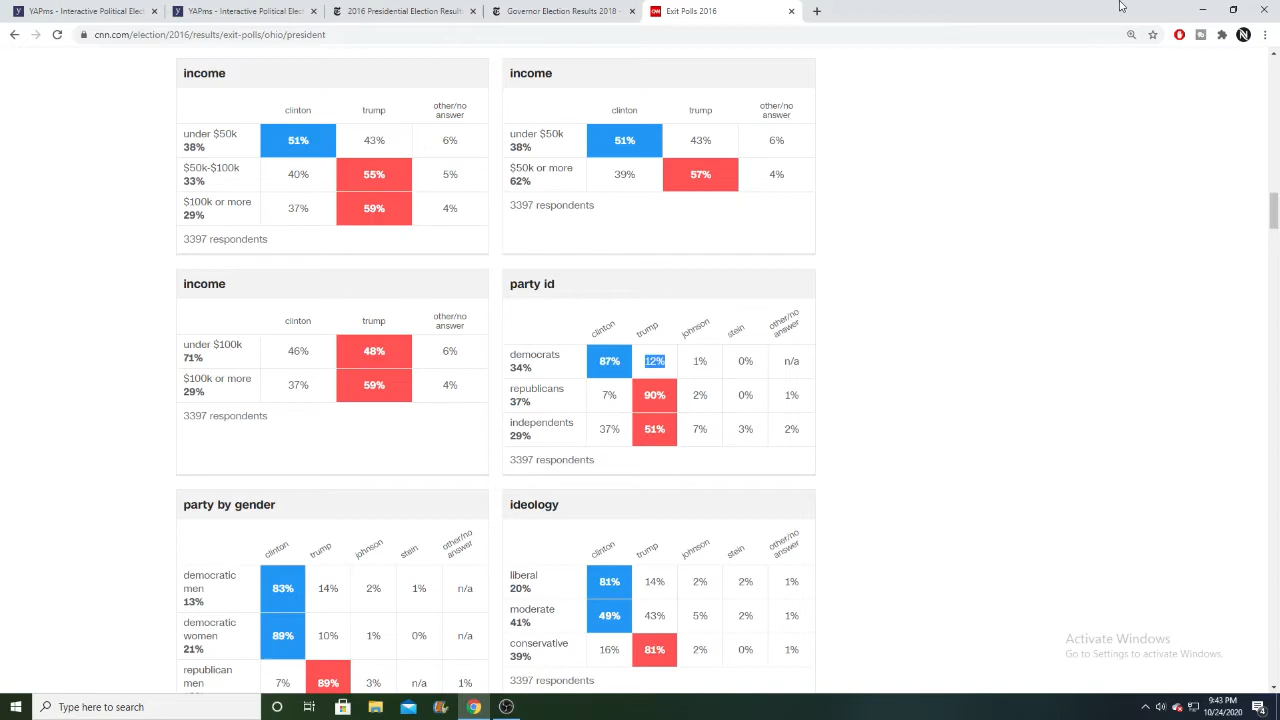 YAPms - Interactive Political Elect
YAPms - Interactive Political Elect
2016 Presidential Election Results
Governor Election Results 2018 -
Exit Polls 2016
cnn.com/election/2016/results/exit-polls/ohio/president
income
clinton trump other/no answer
under $50k 38% 51% 43% 6%
$50k-$100k 33% 40% 55% 5%
$100k or more 29% 37% 59% 4%
3397 respondents
income
clinton trump other/no answer
under $50k 38% 51% 43% 6%
$50k or more 62% 39% 57% 4%
3397 respondents
income
clinton trump other/no answer
under $100k 71% 46% 48% 6%
$100k or more 29% 37% 59% 4%
3397 respondents
party id
clinton trump johnson stein other/no answer
democrats 34% 87% 12% 1% 0% n/a
republicans 37% 7% 90% 2% 0% 1%
independents 29% 37% 51% 7% 3% 2%
3397 respondents
party by gender
clinton trump johnson stein other/no answer
democratic men 13% 83% 14% 2% 1% n/a
democratic women 21% 89% 10% 1% 0% n/a
republican men 7% 89% 3% n/a 1%
ideology
clinton trump johnson stein other/no answer
liberal 20% 81% 14% 2% 2% 1%
moderate 41% 49% 43% 5% 2% 1%
conservative 39% 16% 81% 2% 0% 1%
3397 respondents
Activate Windows
Go to Settings to activate Windows.
Type here to search
9:43 PM
10/24/2020